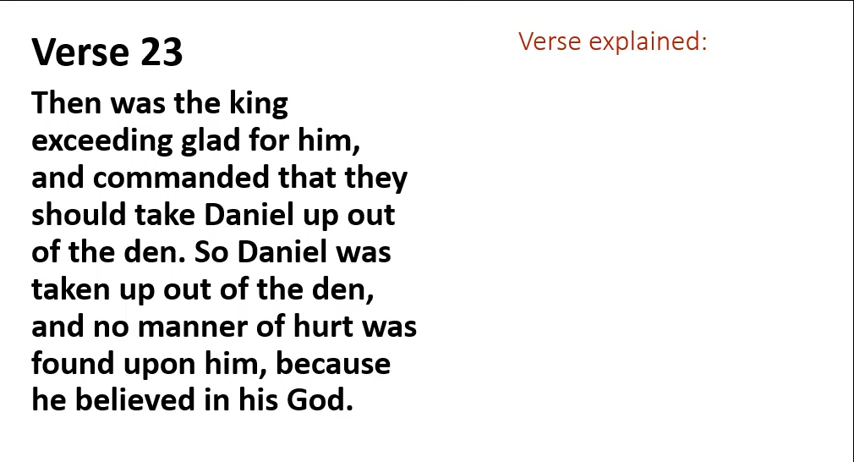 Verse 23
Then was the king
exceeding glad for him,
and commanded that they
should take Daniel up out
of the den. So Daniel was
taken up out of the den,
and no manner of hurt was
found upon him, because
he believed in his God.
Verse explained: